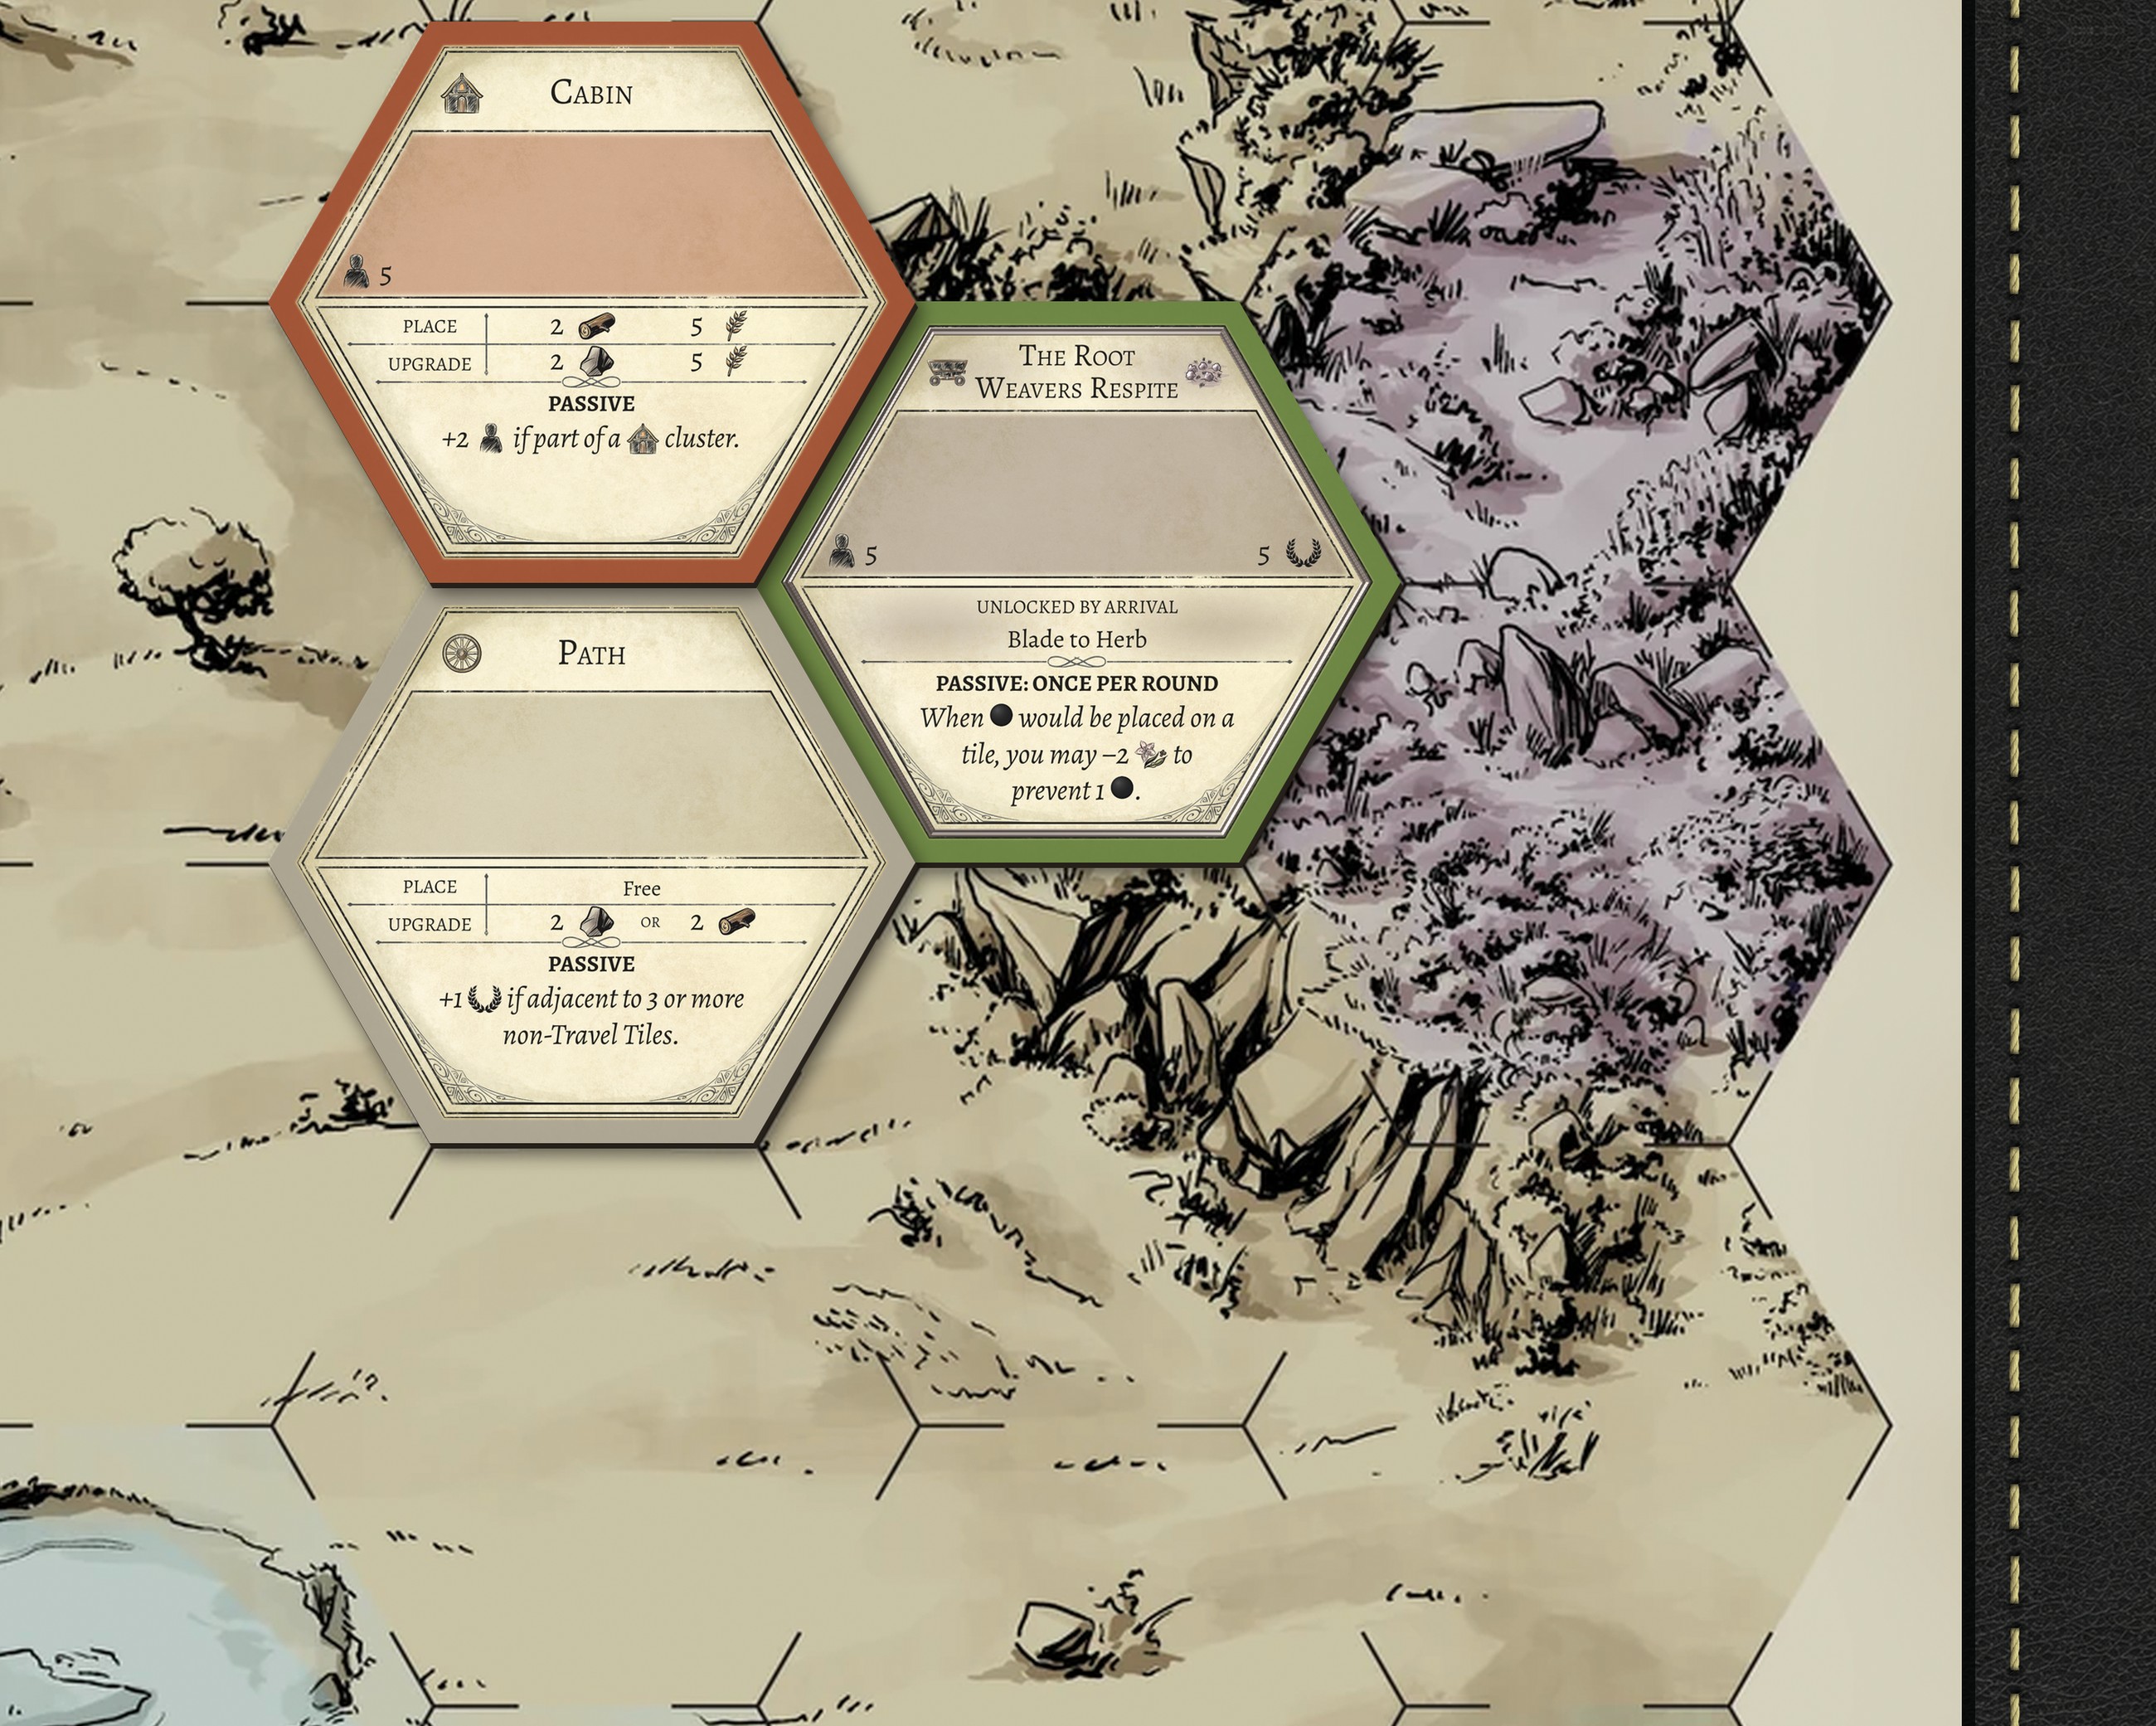 Cabin
5
PLACE 2 5
UPGRADE 2 5
PASSIVE
+2 if part of a cluster.
The Root
Weavers Respite
5 5
UNLOCKED BY ARRIVAL
Blade to Herb
PASSIVE: ONCE PER ROUND
When would be placed on a
tile, you may –2 to
prevent 1 .
Path
PLACE Free
UPGRADE 2 OR 2
PASSIVE
+1 if adjacent to 3 or more
non-Travel Tiles.